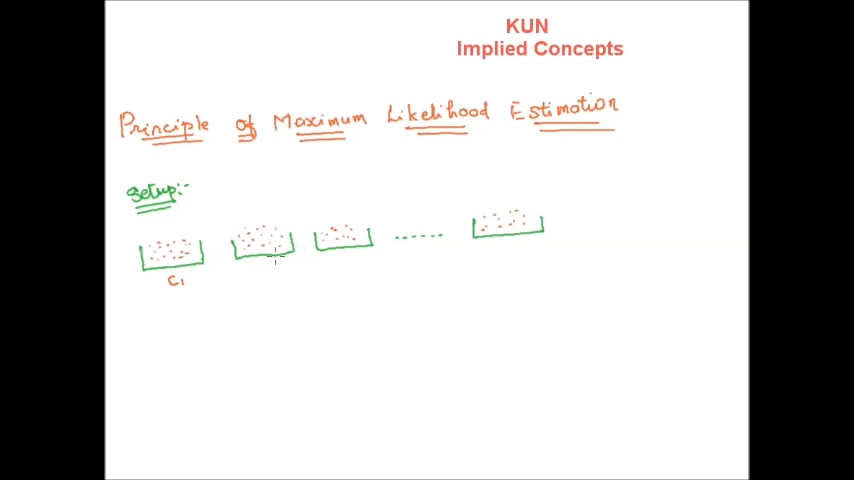 KUN
Implied Concepts
Principle of Maximum Likelihood Estimation
Setup:-
C1